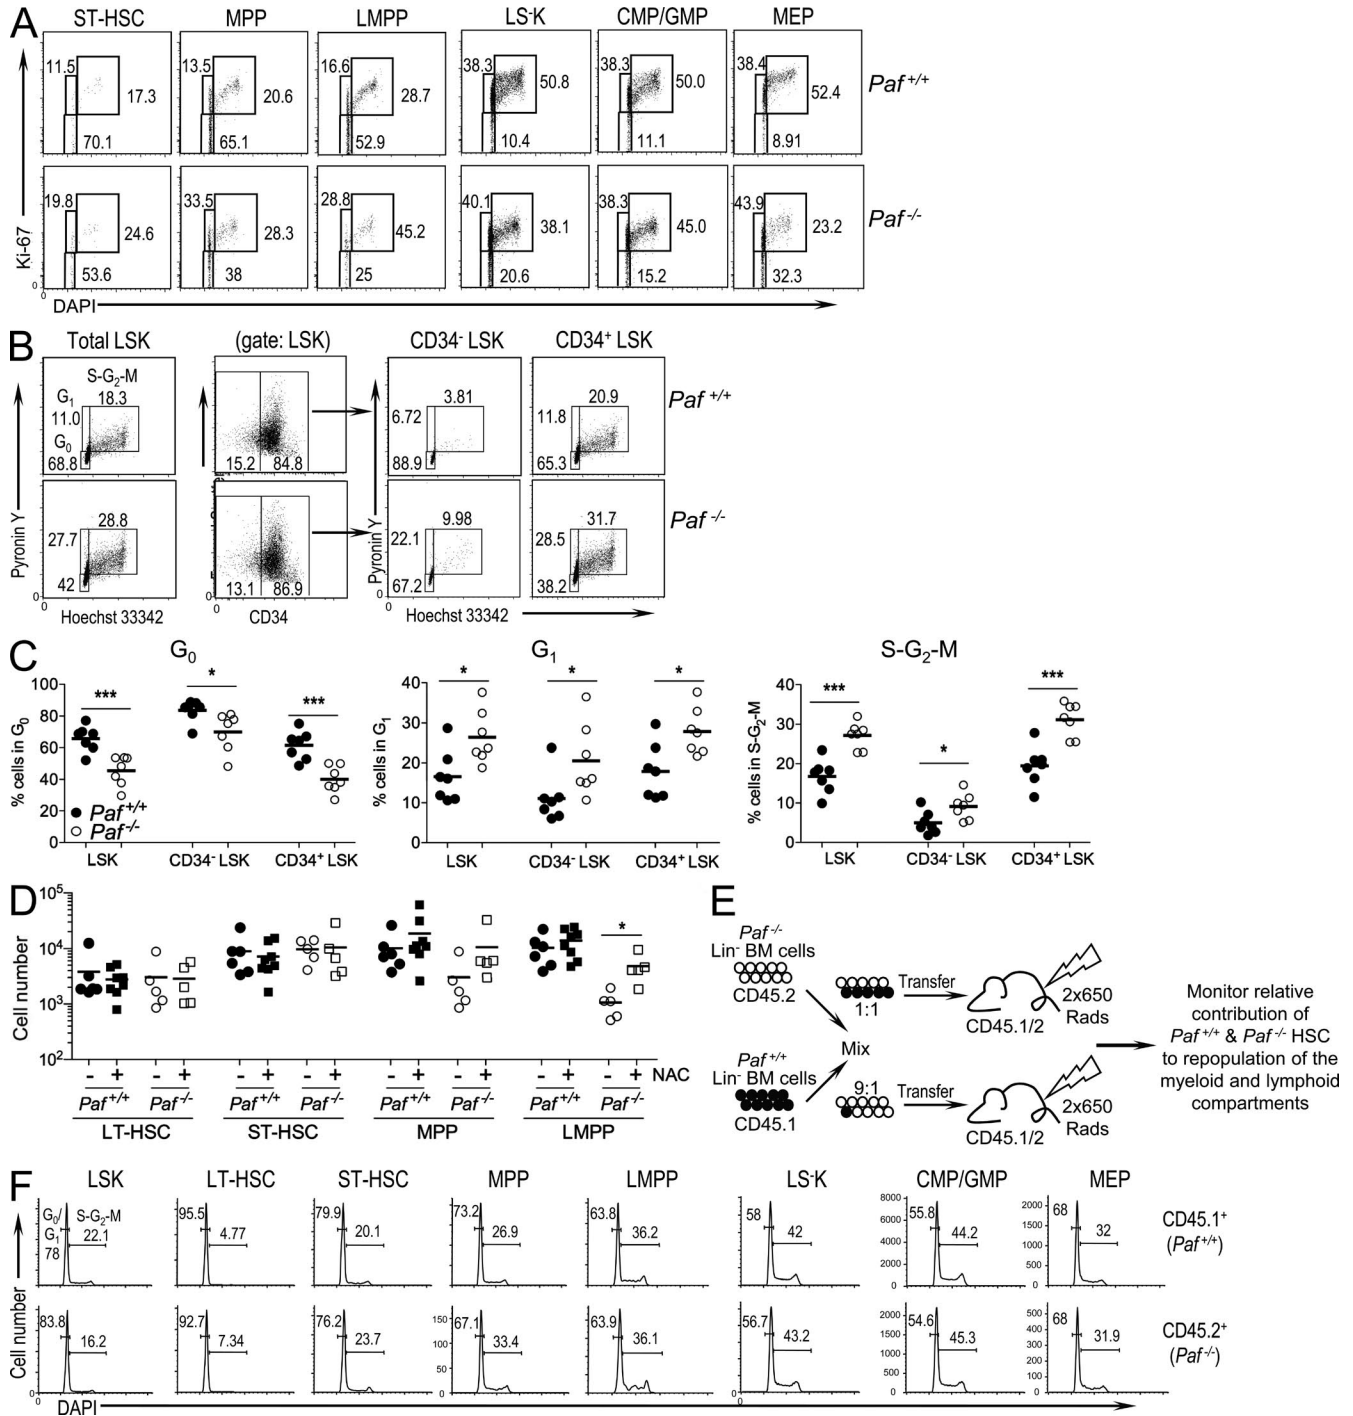 A
ST-HSC MPP LMPP LS-K CMP/GMP MEP
11.5 17.3 70.1
13.5 20.6 65.1
16.6 28.7 52.9
38.3 50.8 10.4
38.3 50.0 11.1
38.4 52.4 8.91
Paf +/+
19.8 24.6 53.6
33.5 28.3 38
28.8 45.2 25
40.1 38.1 20.6
38.3 45.0 15.2
43.9 23.2 32.3
Paf -/-
Ki-67
0
0
DAPI
B
Total LSK (gate: LSK) CD34- LSK CD34+ LSK
S-G2-M
G1 18.3
11.0
G0
68.8
15.2 84.8
3.81
6.72
88.9
20.9
11.8
65.3
Paf +/+
28.8
27.7
42
13.1 86.9
9.98
22.1
67.2
31.7
28.5
38.2
Paf -/-
Pyronin Y
Pyronin Y
0
0
0
0
0
Hoechst 33342 CD34 Hoechst 33342
C
G0
% cells in G0
100
80
60
40
20
0
*** * ***
Paf+/+
Paf-/-
LSK CD34- LSK CD34+ LSK
G1
% cells in G1
40
30
20
10
0
* * *
LSK CD34- LSK CD34+ LSK
S-G2-M
% cells in S-G2-M
40
30
20
10
0
*** * ***
LSK CD34- LSK CD34+ LSK
D
Cell number
10^5
10^4
10^3
10^2
*
- + - + - + - + - + - + - + - + NAC
Paf+/+ Paf-/- Paf+/+ Paf-/- Paf+/+ Paf-/- Paf+/+ Paf-/-
LT-HSC ST-HSC MPP LMPP
E
Paf-/-
Lin- BM cells
CD45.2
Paf+/+
Lin- BM cells
CD45.1
Mix
1:1
Transfer
CD45.1/2
2x650
Rads
9:1
Transfer
CD45.1/2
2x650
Rads
Monitor relative
contribution of
Paf+/+ & Paf-/- HSC
to repopulation of the
myeloid and lymphoid
compartments
F
LSK LT-HSC ST-HSC MPP LMPP LS-K CMP/GMP MEP
G0/
G1
78
S-G2-M
22.1
95.5 4.77
79.9 20.1
73.2 26.9
63.8 36.2
58 42
8000
6000
4000
2000
0
55.8 44.2
2000
1500
1000
500
0
68 32
CD45.1+
(Paf+/+)
83.8 16.2
92.7 7.34
76.2 23.7
150
100
50
0
67.1 33.4
63.9 36.1
56.7 43.2
2000
1500
1000
500
0
54.6 45.3
500
400
300
200
100
0
68 31.9
CD45.2+
(Paf-/-)
Cell number
0
0
DAPI